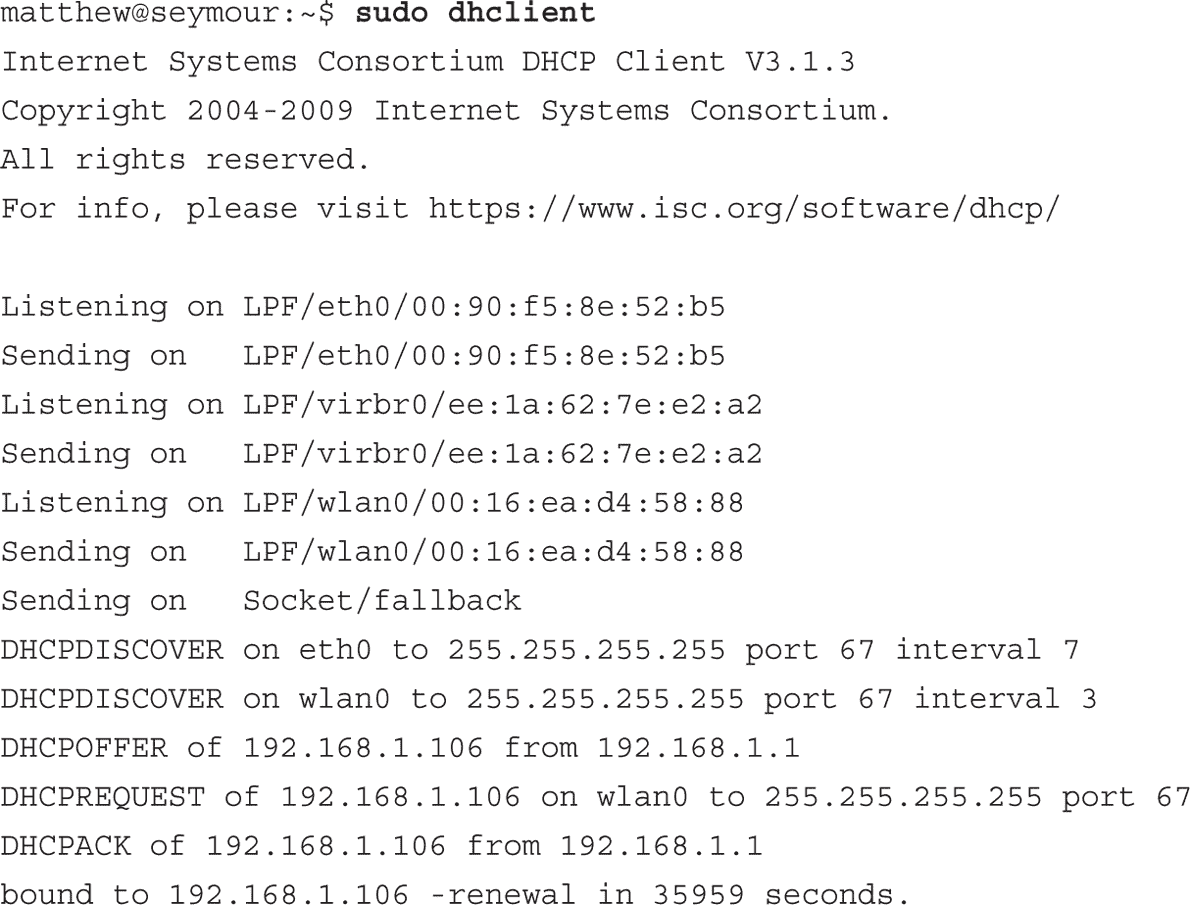 matthew@seymour:~$ sudo dhclient
Internet Systems Consortium DHCP Client V3.1.3
Copyright 2004-2009 Internet Systems Consortium.
All rights reserved.
For info, please visit https://www.isc.org/software/dhcp/
Listening on LPF/eth0/00:90:f5:8e:52:b5
Sending on   LPF/eth0/00:90:f5:8e:52:b5
Listening on LPF/virbr0/ee:1a:62:7e:e2:a2
Sending on   LPF/virbr0/ee:1a:62:7e:e2:a2
Listening on LPF/wlan0/00:16:ea:d4:58:88
Sending on   LPF/wlan0/00:16:ea:d4:58:88
Sending on   Socket/fallback
DHCPDISCOVER on eth0 to 255.255.255.255 port 67 interval 7
DHCPDISCOVER on wlan0 to 255.255.255.255 port 67 interval 3
DHCPOFFER of 192.168.1.106 from 192.168.1.1
DHCPREQUEST of 192.168.1.106 on wlan0 to 255.255.255.255 port 67
DHCPACK of 192.168.1.106 from 192.168.1.1
bound to 192.168.1.106 -renewal in 35959 seconds.